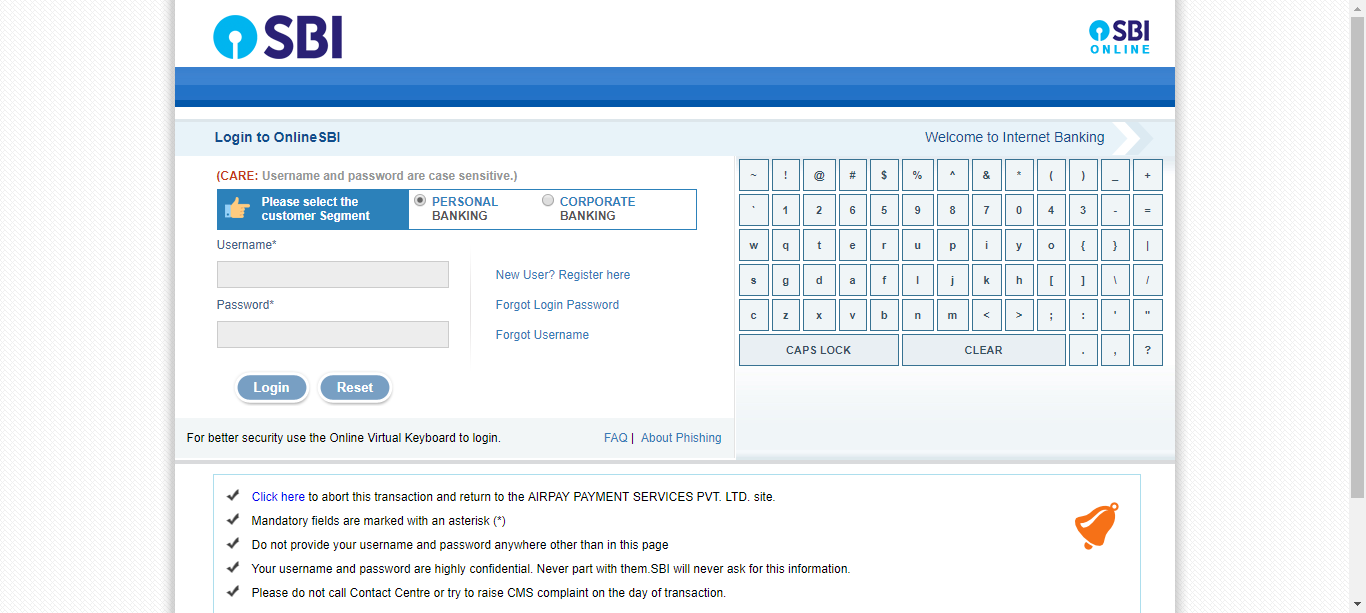 SBI
SBI
ONLINE
Login to OnlineSBI
Welcome to Internet Banking
(CARE: Username and password are case sensitive.)
Please select the
customer Segment
PERSONAL
BANKING
CORPORATE
BANKING
Username*
New User? Register here
Password*
Forgot Login Password
Forgot Username
Login
Reset
For better security use the Online Virtual Keyboard to login.
FAQ | About Phishing
~ ! @ # $ % ^ & * ( ) _ +
` 1 2 6 5 9 8 7 0 4 3 - =
w q t e r u p i y o { } |
s g d a f l j k h [ ] \ /
c z x v b n m < > ; : ' "
CAPS LOCK CLEAR . , ?
Click here to abort this transaction and return to the AIRPAY PAYMENT SERVICES PVT. LTD. site.
Mandatory fields are marked with an asterisk (*)
Do not provide your username and password anywhere other than in this page
Your username and password are highly confidential. Never part with them.SBI will never ask for this information.
Please do not call Contact Centre or try to raise CMS complaint on the day of transaction.